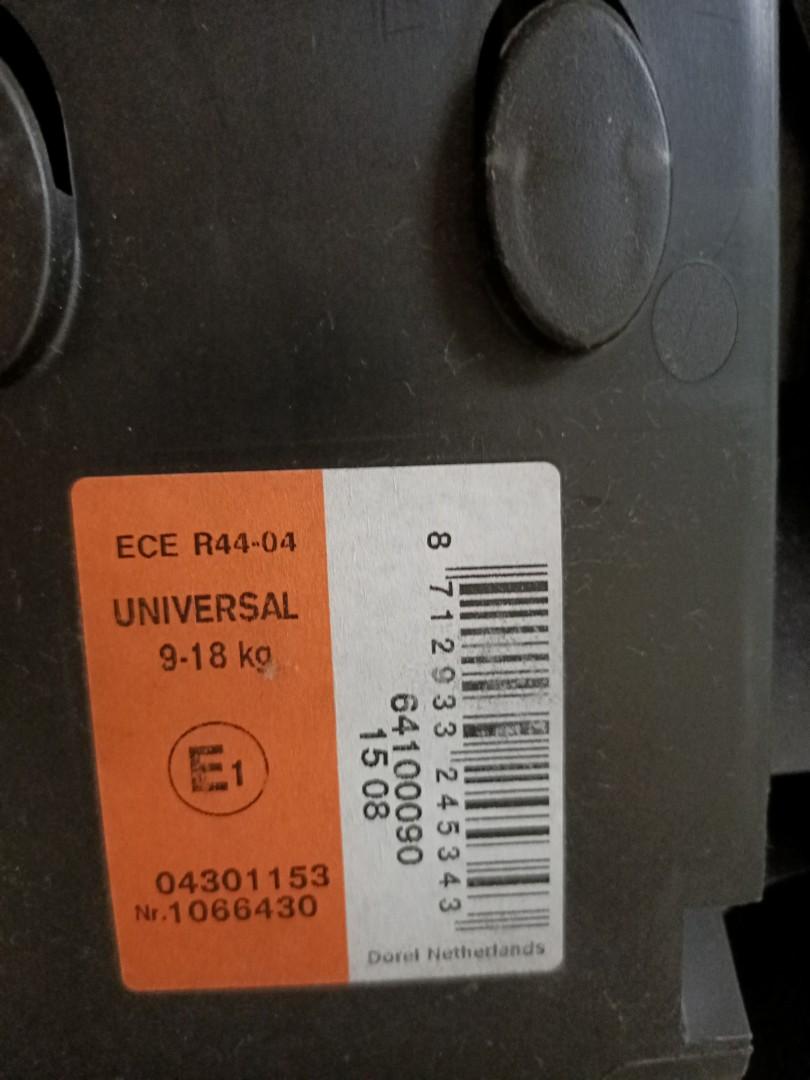 ECE R44-04
UNIVERSAL
9-18 kg
E1
04301153
Nr.1066430
8 712933 245343
64100090
15 08
Dorel Netherlands